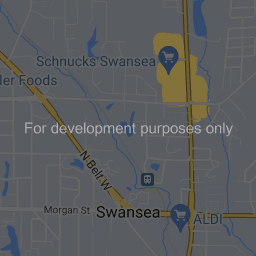 Schnucks Swansea
ler Foods
For development purposes only
N Belt W
Morgan St
Swansea
ALDI